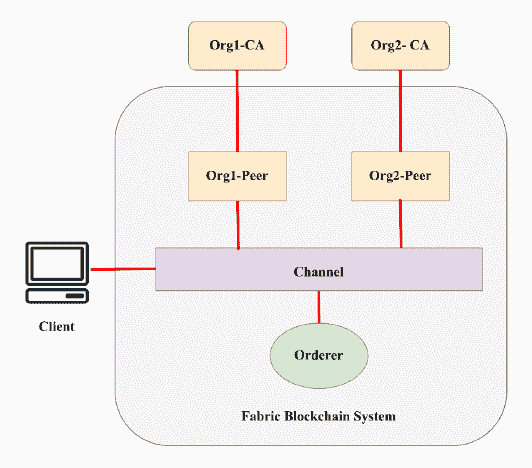 Org1-CA
Org2- CA
Org1-Peer
Org2-Peer
Channel
Client
Orderer
Fabric Blockchain System